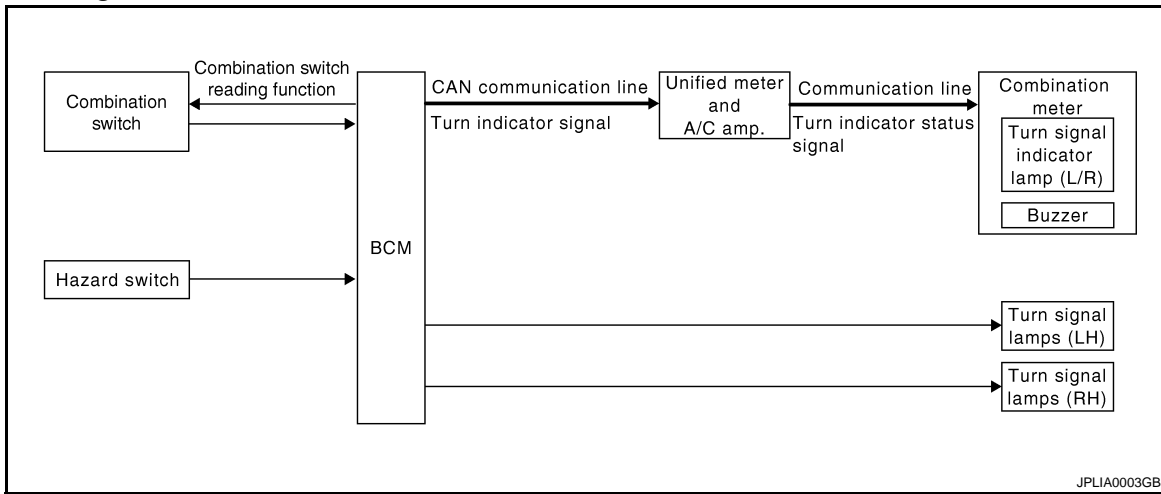 Combination switch
reading function
Combination
switch
CAN communication line
Turn indicator signal
Unified meter
and
A/C amp.
Communication line
Turn indicator status
signal
Combination
meter
Turn signal
indicator
lamp (L/R)
Buzzer
BCM
Hazard switch
Turn signal
lamps (LH)
Turn signal
lamps (RH)
JPLIA0003GB